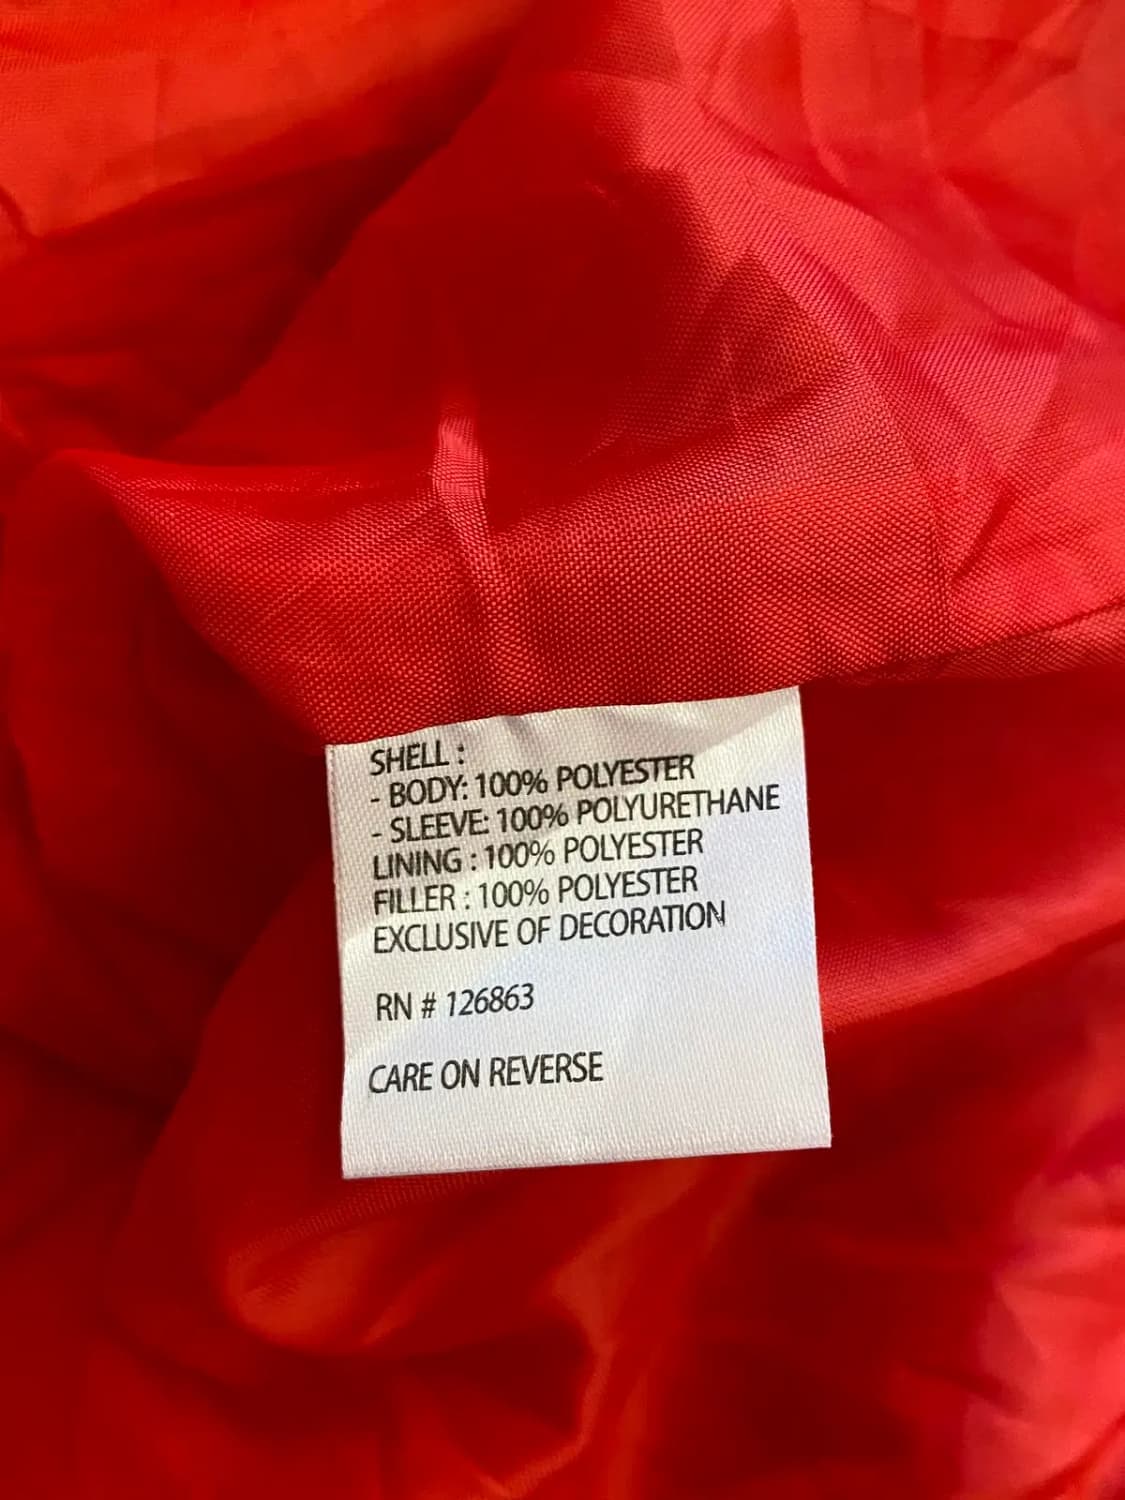 SHELL :
- BODY: 100% POLYESTER
- SLEEVE: 100% POLYURETHANE
LINING : 100% POLYESTER
FILLER : 100% POLYESTER
EXCLUSIVE OF DECORATION
RN # 126863
CARE ON REVERSE